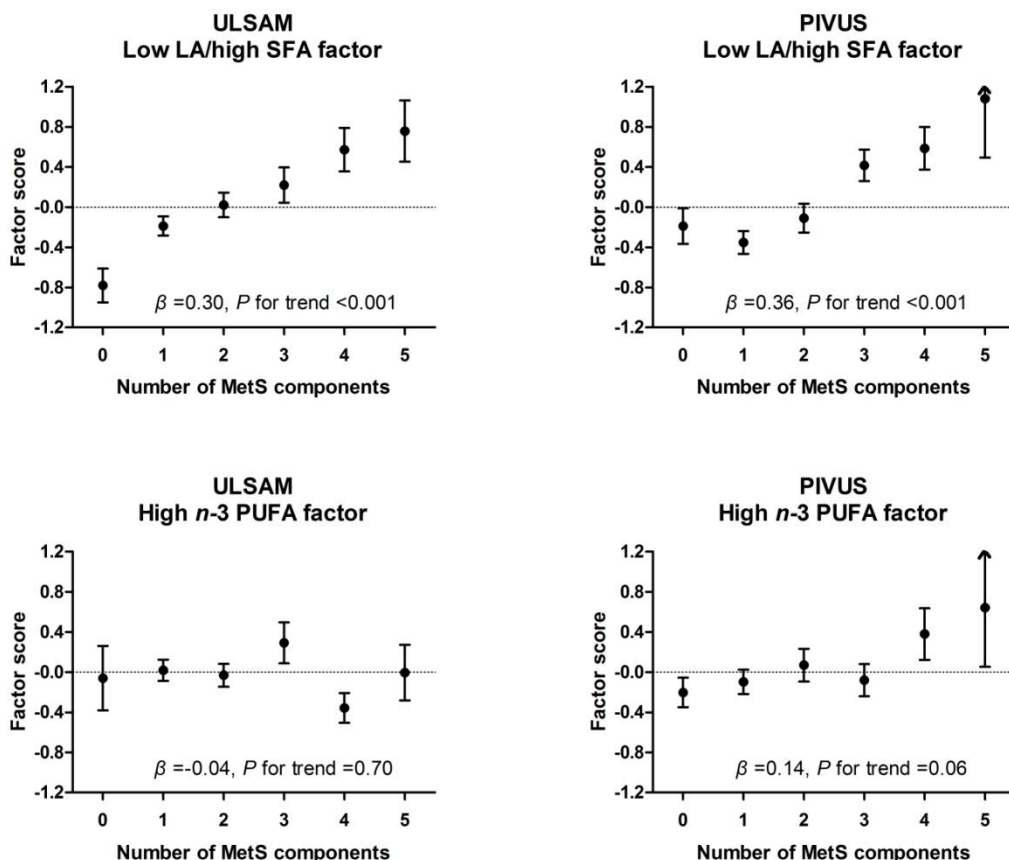 ULSAM
Low LA/high SFA factor
1.2
0.8
0.4
-0.0
-0.4
-0.8
-1.2
Factor score
β =0.30, P for trend <0.001
0 1 2 3 4 5
Number of MetS components
PIVUS
Low LA/high SFA factor
1.2
0.8
0.4
-0.0
-0.4
-0.8
-1.2
Factor score
β =0.36, P for trend <0.001
0 1 2 3 4 5
Number of MetS components
ULSAM
High n-3 PUFA factor
1.2
0.8
0.4
-0.0
-0.4
-0.8
-1.2
Factor score
β =-0.04, P for trend =0.70
0 1 2 3 4 5
Number of MetS components
PIVUS
High n-3 PUFA factor
1.2
0.8
0.4
-0.0
-0.4
-0.8
-1.2
Factor score
β =0.14, P for trend =0.06
0 1 2 3 4 5
Number of MetS components